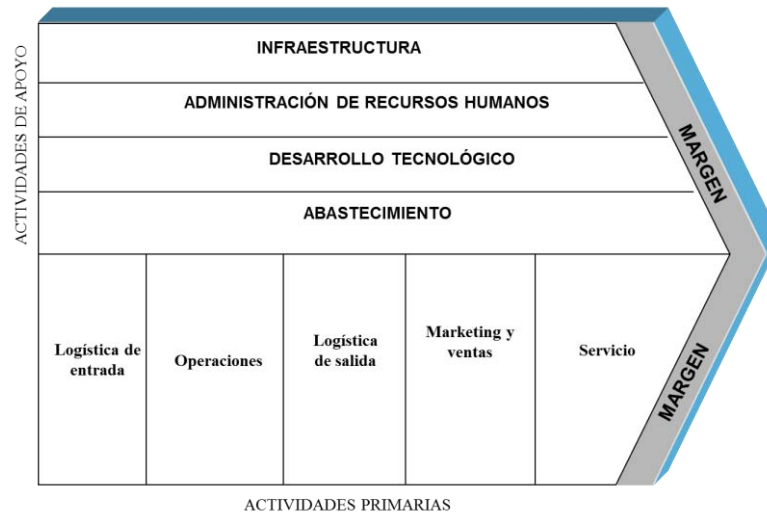 ACTIVIDADES DE APOYO
INFRAESTRUCTURA
ADMINISTRACIÓN DE RECURSOS HUMANOS
DESARROLLO TECNOLÓGICO
ABASTECIMIENTO
MARGEN
Logística de
entrada
Operaciones
Logística
de salida
Marketing y
ventas
Servicio
MARGEN
ACTIVIDADES PRIMARIAS